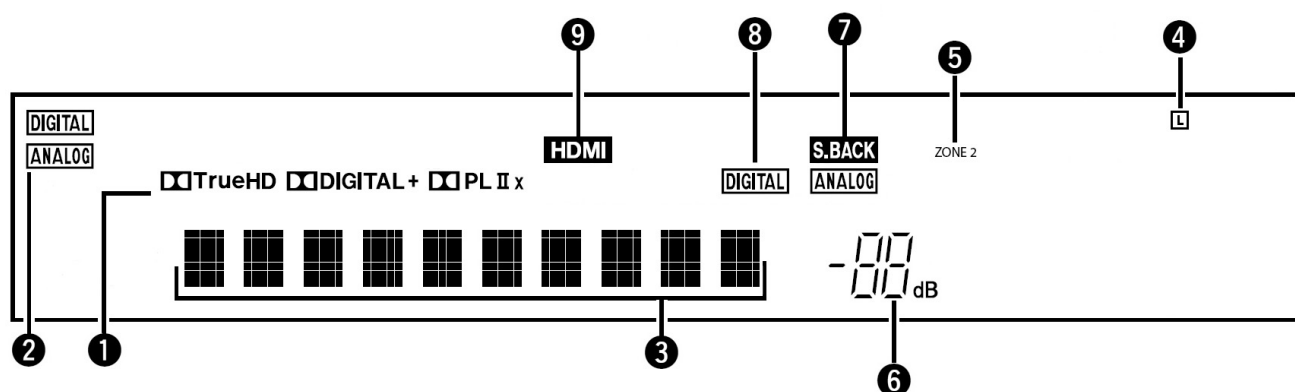 9 8 7 5 4
DIGITAL L
ANALOG HDMI S.BACK ZONE 2
TrueHD DIGITAL+ PL II x DIGITAL ANALOG
-88 dB
2 1 3 6